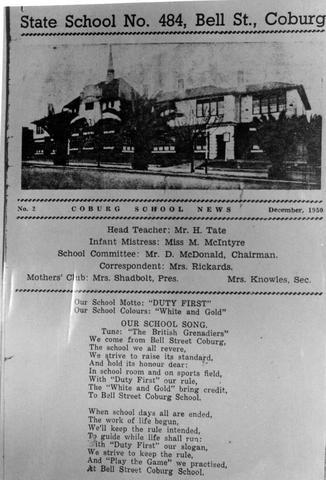 State School No. 484, Bell St., Coburg
No. 2 COBURG SCHOOL NEWS December, 1950
Head Teacher: Mr. H. Tate
Infant Mistress: Miss M. McIntyre
School Committee: Mr. D. McDonald, Chairman.
Correspondent: Mrs. Rickards.
Mothers' Club: Mrs. Shadbolt, Pres. Mrs. Knowles, Sec.
Our School Motto: "DUTY FIRST"
Our School Colours: "White and Gold"
OUR SCHOOL SONG.
Tune: "The British Grenadiers"
We come from Bell Street Coburg,
The school we all revere,
We strive to raise its standard,
And hold its honour dear:
In school room and on sports field,
With "Duty First" our rule,
The "White and Gold" bring credit,
To Bell Street Coburg School.
When school days all are ended,
The work of life begun,
We'll keep the rule intended,
To guide while life shall run:
With "Duty First" our slogan,
We strive to keep the rule,
And "Play the Game" we practised,
At Bell Street Coburg School.